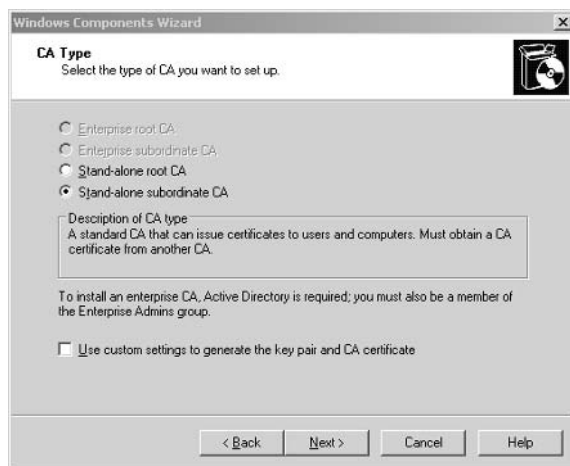 Windows Components Wizard
CA Type
Select the type of CA you want to set up.
Enterprise root CA
Enterprise subordinate CA
Stand-alone root CA
Stand-alone subordinate CA
Description of CA type
A standard CA that can issue certificates to users and computers. Must obtain a CA
certificate from another CA.
To install an enterprise CA, Active Directory is required; you must also be a member of
the Enterprise Admins group.
Use custom settings to generate the key pair and CA certificate
< Back Next > Cancel Help